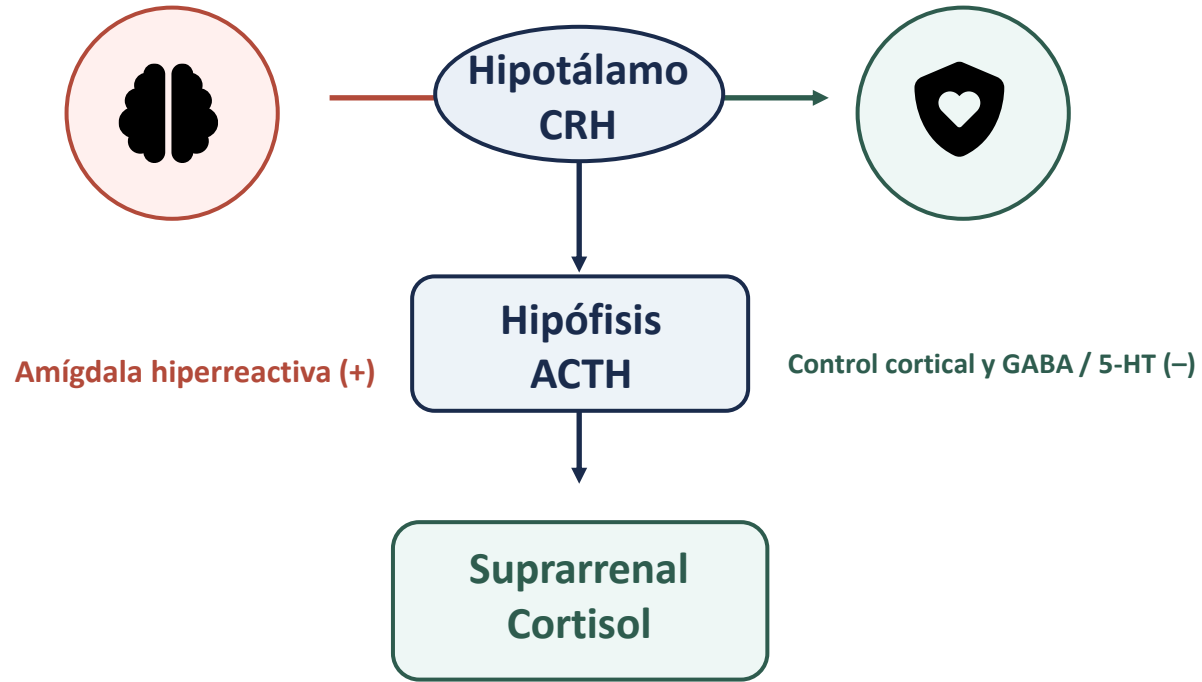 Hipotálamo
CRH
Hipófisis
ACTH
Amígdala hiperreactiva (+)
Control cortical y GABA / 5-HT (–)
Suprarrenal
Cortisol